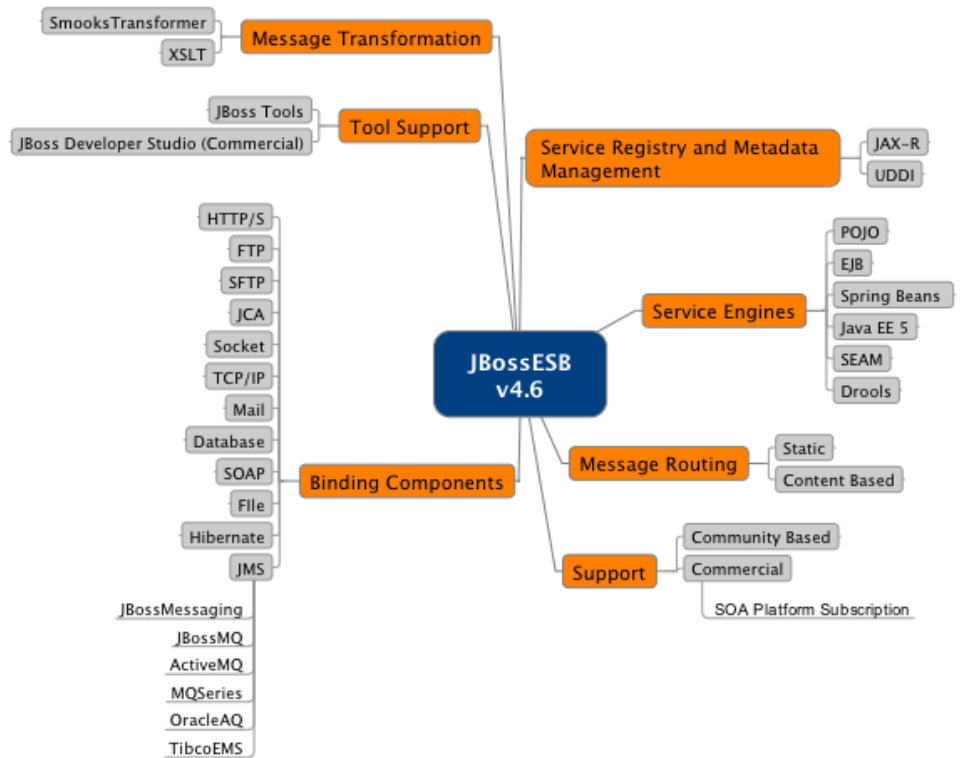 SmooksTransformer
XSLT
Message Transformation
JBoss Tools
JBoss Developer Studio (Commercial)
Tool Support
Service Registry and Metadata
Management
JAX-R
UDDI
HTTP/S
FTP
SFTP
JCA
Socket
TCP/IP
Mail
Database
SOAP
FIle
Hibernate
JMS
Binding Components
JBossMessaging
JBossMQ
ActiveMQ
MQSeries
OracleAQ
TibcoEMS
JBossESB
v4.6
Service Engines
POJO
EJB
Spring Beans
Java EE 5
SEAM
Drools
Message Routing
Static
Content Based
Support
Community Based
Commercial
SOA Platform Subscription